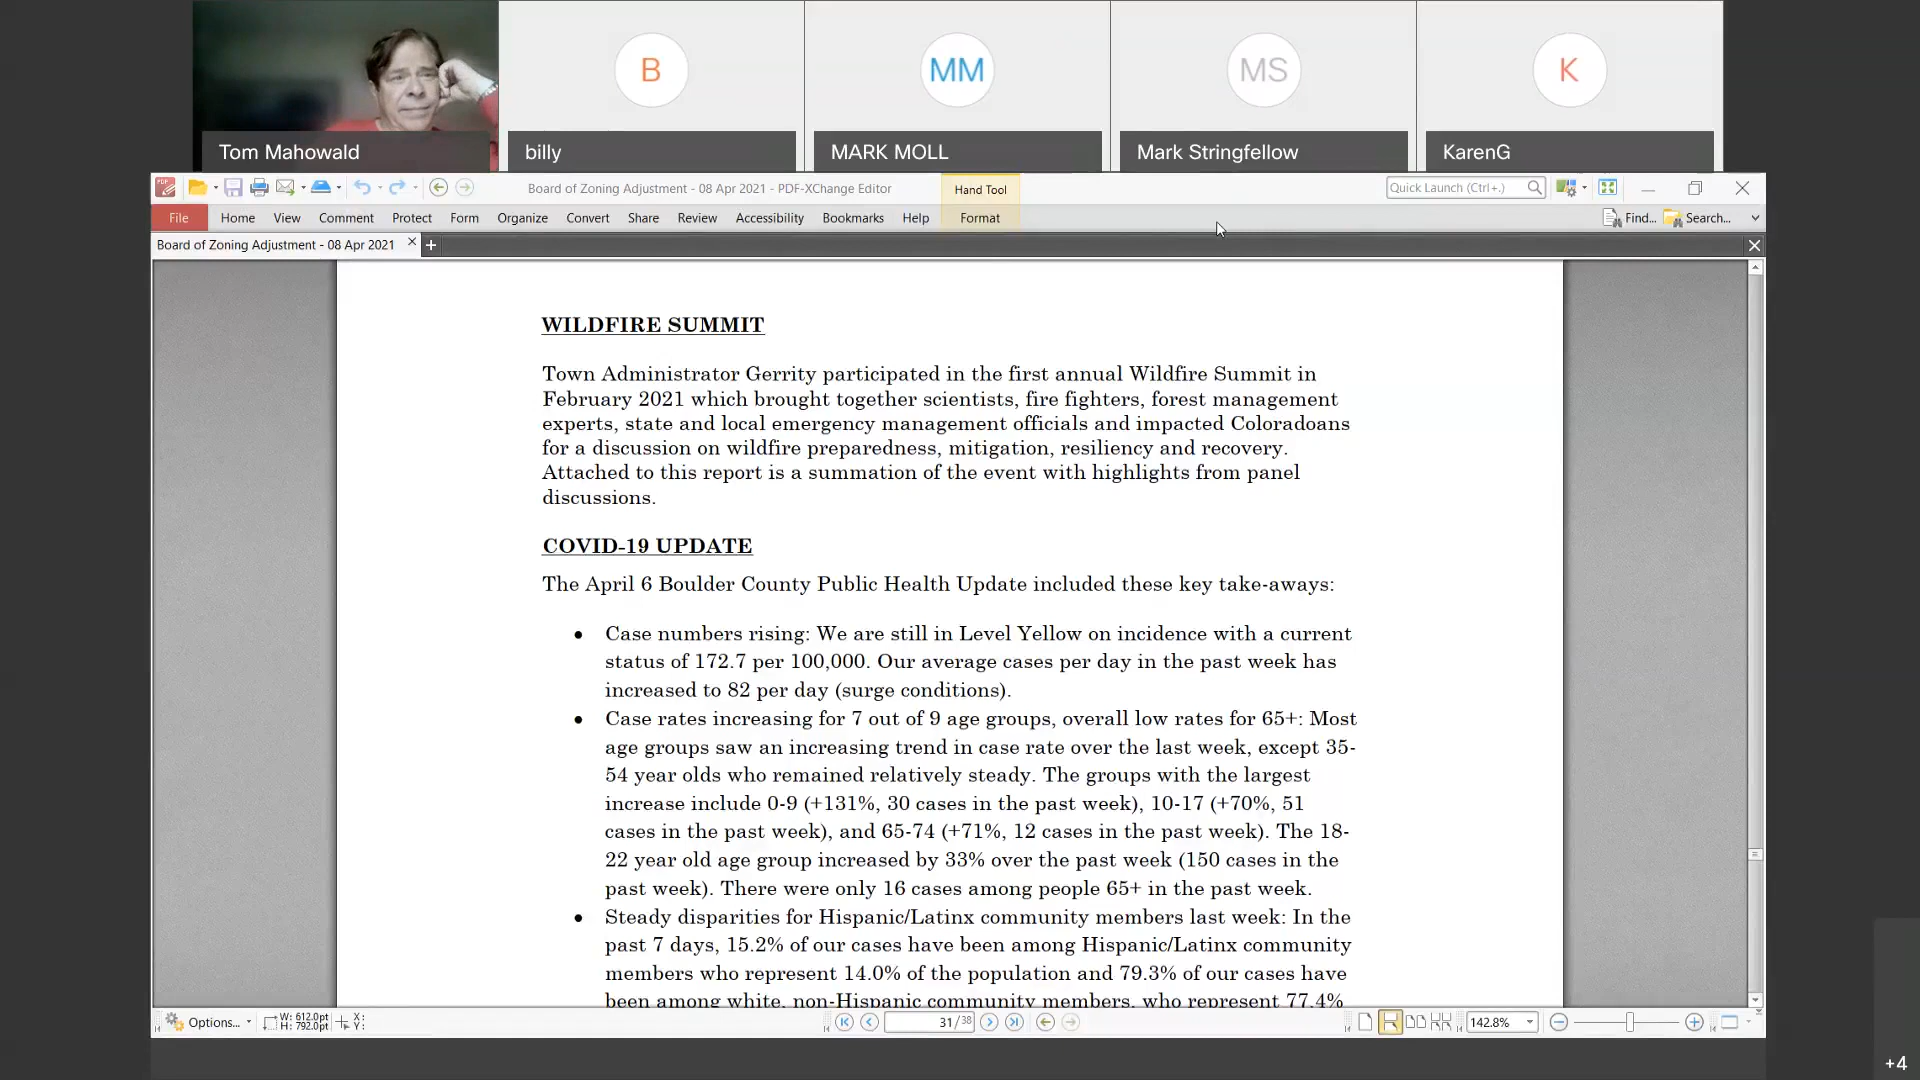 B
MM
MS
K
Tom Mahowald
billy
MARK MOLL
Mark Stringfellow
KarenG
Board of Zoning Adjustment - 08 Apr 2021 - PDF-XChange Editor
Hand Tool
Quick Launch (Ctrl+.)
File Home View Comment Protect Form Organize Convert Share Review Accessibility Bookmarks Help Format Find... Search...
Board of Zoning Adjustment - 08 Apr 2021
WILDFIRE SUMMIT
Town Administrator Gerrity participated in the first annual Wildfire Summit in
February 2021 which brought together scientists, fire fighters, forest management
experts, state and local emergency management officials and impacted Coloradoans
for a discussion on wildfire preparedness, mitigation, resiliency and recovery.
Attached to this report is a summation of the event with highlights from panel
discussions.
COVID-19 UPDATE
The April 6 Boulder County Public Health Update included these key take-aways:
• Case numbers rising: We are still in Level Yellow on incidence with a current
status of 172.7 per 100,000. Our average cases per day in the past week has
increased to 82 per day (surge conditions).
• Case rates increasing for 7 out of 9 age groups, overall low rates for 65+: Most
age groups saw an increasing trend in case rate over the last week, except 35-
54 year olds who remained relatively steady. The groups with the largest
increase include 0-9 (+131%, 30 cases in the past week), 10-17 (+70%, 51
cases in the past week), and 65-74 (+71%, 12 cases in the past week). The 18-
22 year old age group increased by 33% over the past week (150 cases in the
past week). There were only 16 cases among people 65+ in the past week.
• Steady disparities for Hispanic/Latinx community members last week: In the
past 7 days, 15.2% of our cases have been among Hispanic/Latinx community
members who represent 14.0% of the population and 79.3% of our cases have
been among white, non-Hispanic community members, who represent 77.4%
Options...
W: 612.0pt
H: 792.0pt
X:
Y:
31/38
142.8%
+4